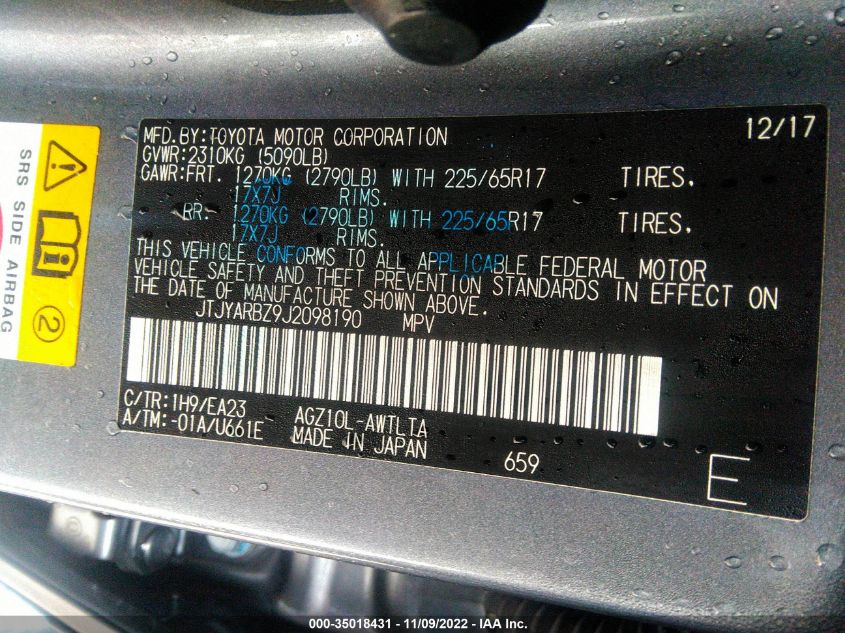 SRS SIDE AIRBAG
2
12/17
MFD.BY:TOYOTA MOTOR CORPORATION
GVWR:2310KG (5090LB)
GAWR:FRT. 1270KG (2790LB) WITH 225/65R17 TIRES,
17X7J RIMS.
RR: 1270KG (2790LB) WITH 225/65R17 TIRES,
17X7J RIMS.
THIS VEHICLE CONFORMS TO ALL APPLICABLE FEDERAL MOTOR
VEHICLE SAFETY AND THEFT PREVENTION STANDARDS IN EFFECT ON
THE DATE OF MANUFACTURE SHOWN ABOVE.
JTJYARBZ9J2098190 MPV
C/TR:1H9/EA23
A/TM:-01A/U661E AGZ10L-AWTLTA
MADE IN JAPAN
659
E
000-35018431 - 11/09/2022 - IAA Inc.